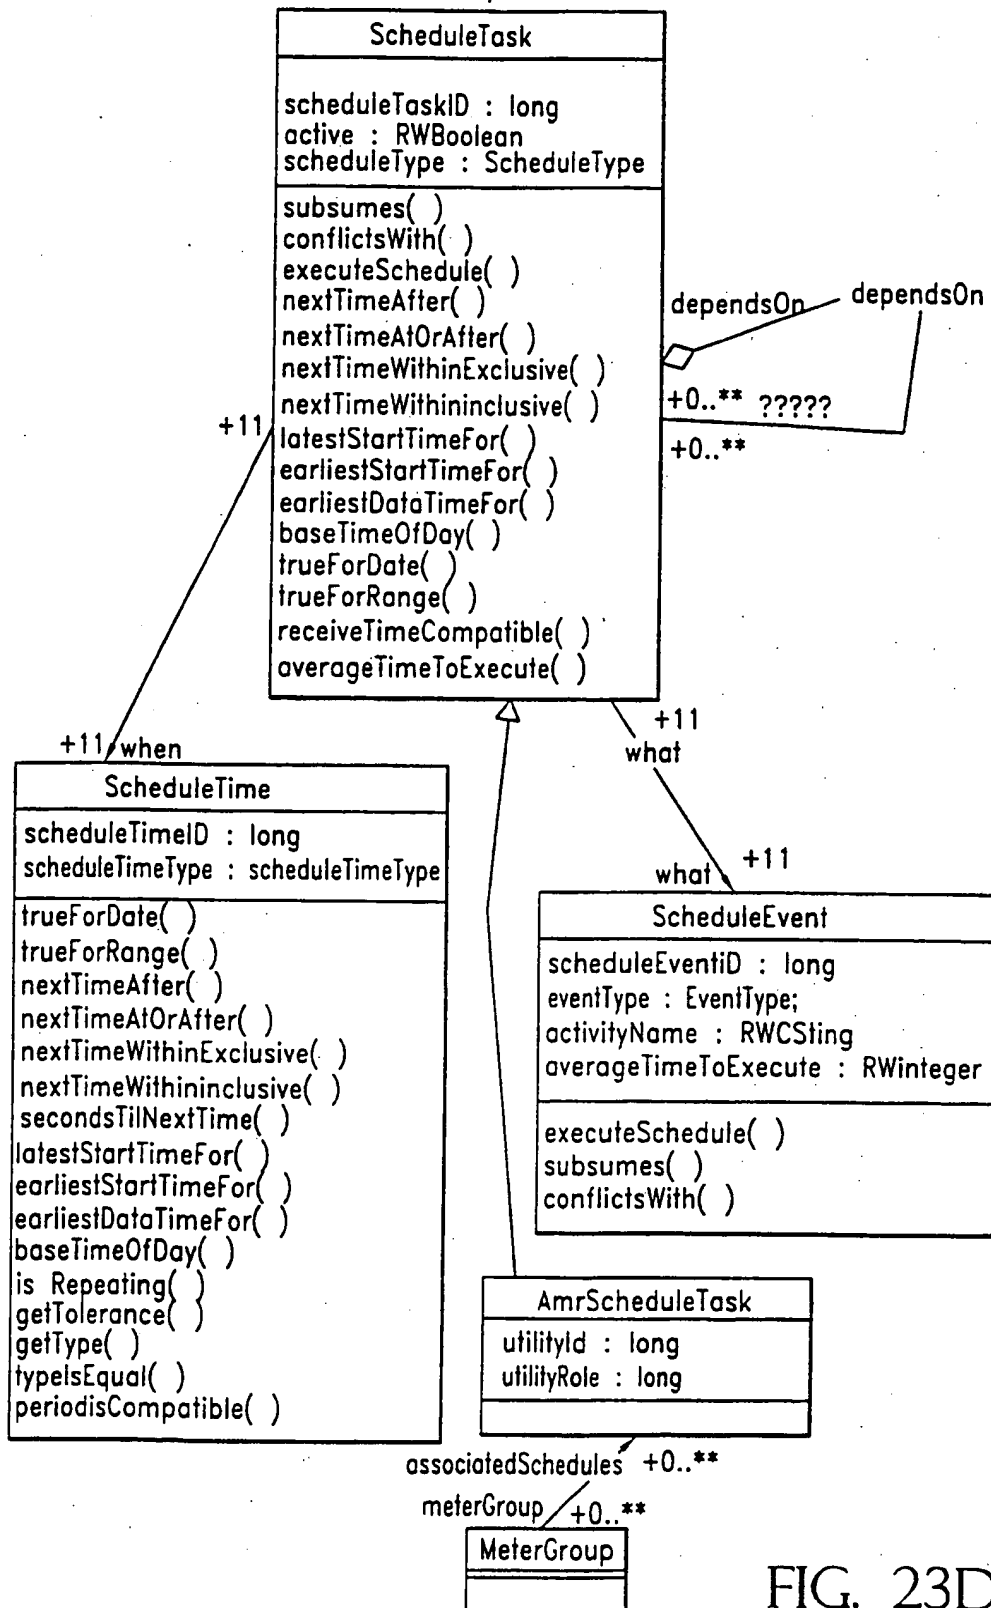 ScheduleTask
scheduleTaskID : long
active : RWBoolean
scheduleType : ScheduleType
subsumes( )
conflictsWith( )
executeSchedule( )
nextTimeAfter( )
nextTimeAtOrAfter( )
nextTimeWithinExclusive( )
nextTimeWithininclusive( )
latestStartTimeFor( )
earliestStartTimeFor( )
earliestDataTimeFor( )
baseTimeOfDay( )
trueForDate( )
trueForRange( )
receiveTimeCompatible( )
averageTimeToExecute( )
dependsOn
dependsOn
+0..** ?????
+0..**
+11
+11 when
+11
what
+11
what
ScheduleTime
scheduleTimeID : long
scheduleTimeType : scheduleTimeType
trueForDate( )
trueForRange( )
nextTimeAfter( )
nextTimeAtOrAfter( )
nextTimeWithinExclusive( )
nextTimeWithininclusive( )
secondsTilNextTime( )
latestStartTimeFor( )
earliestStartTimeFor( )
earliestDataTimeFor( )
baseTimeOfDay( )
is Repeating( )
getTolerance( )
getType( )
typeIsEqual( )
periodisCompatible( )
ScheduleEvent
scheduleEventiD : long
eventType : EventType;
activityName : RWCSting
averageTimeToExecute : RWinteger
executeSchedule( )
subsumes( )
conflictsWith( )
AmrScheduleTask
utilityId : long
utilityRole : long
associatedSchedules +0..**
meterGroup +0..**
MeterGroup
FIG. 23D